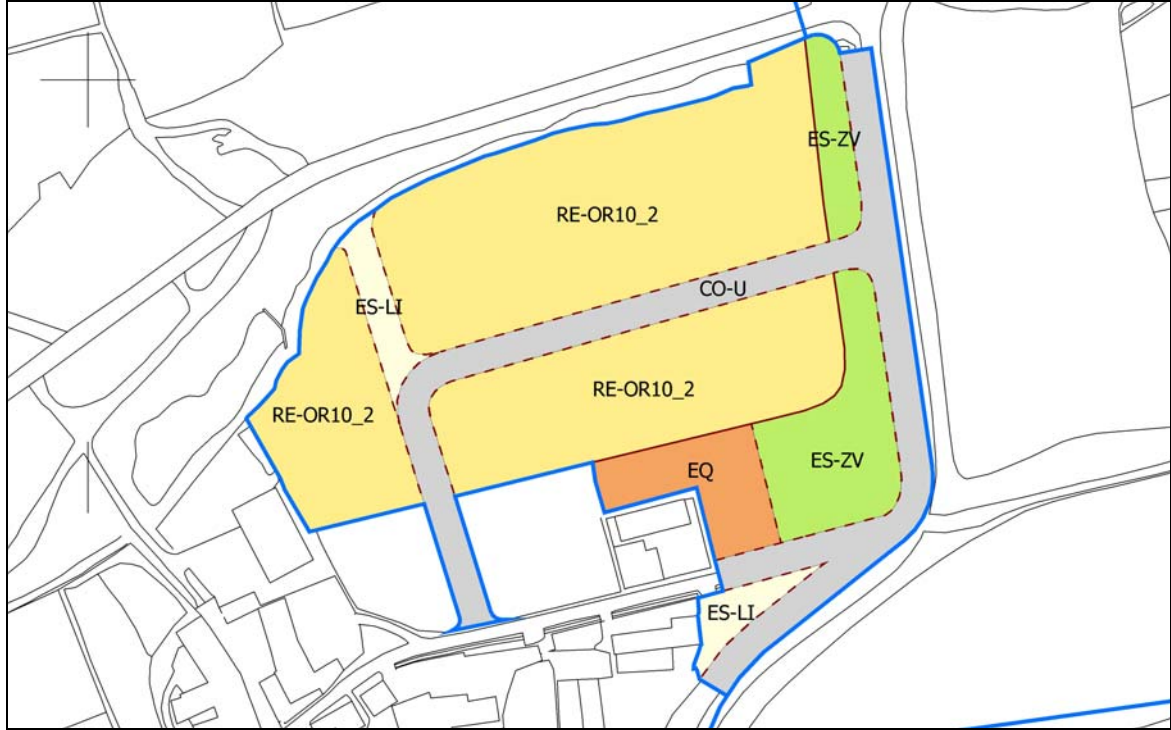 ES-ZV
RE-OR10_2
CO-U
ES-LI
RE-OR10_2
RE-OR10_2
ES-ZV
EQ
ES-LI